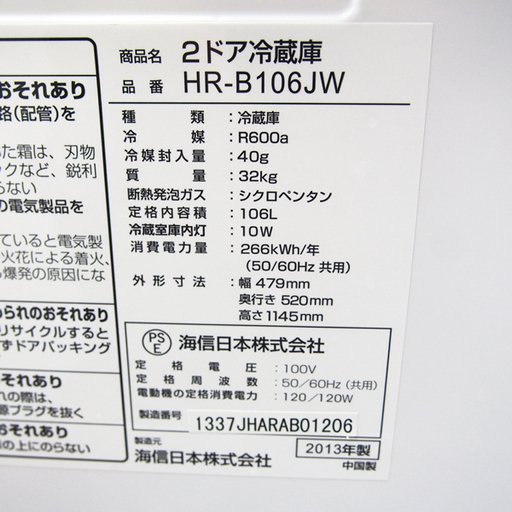 おそれあり
路(配管)を
た霜は、刃物
クなど、鋭利
らない
の電気製品を
ていると電気製
火花による着火、
爆発の原因にな
られのおそれあり
リサイクルすると
ずドアパッキング
れあり
れの際は、
源プラグを抜く
おそれあり
の上にのらない
商品名 2ドア冷蔵庫
品番 HR-B106JW
種類:冷蔵庫
冷媒:R600a
冷媒封入量:40g
質量:32kg
断熱発泡ガス:シクロペンタン
定格内容積:106L
冷蔵室庫内灯:10W
消費電力量:266kWh/年
(50/60Hz 共用)
外形寸法:幅 479mm
奥行き 520mm
高さ 1145mm
PS
E 海信日本株式会社
定格電圧:100V
定格周波数:50/60Hz(共用)
電動機の定格消費電力:120/120W
製造番号 1337JHARAB01206
製造元
海信日本株式会社 2013年製
中国製